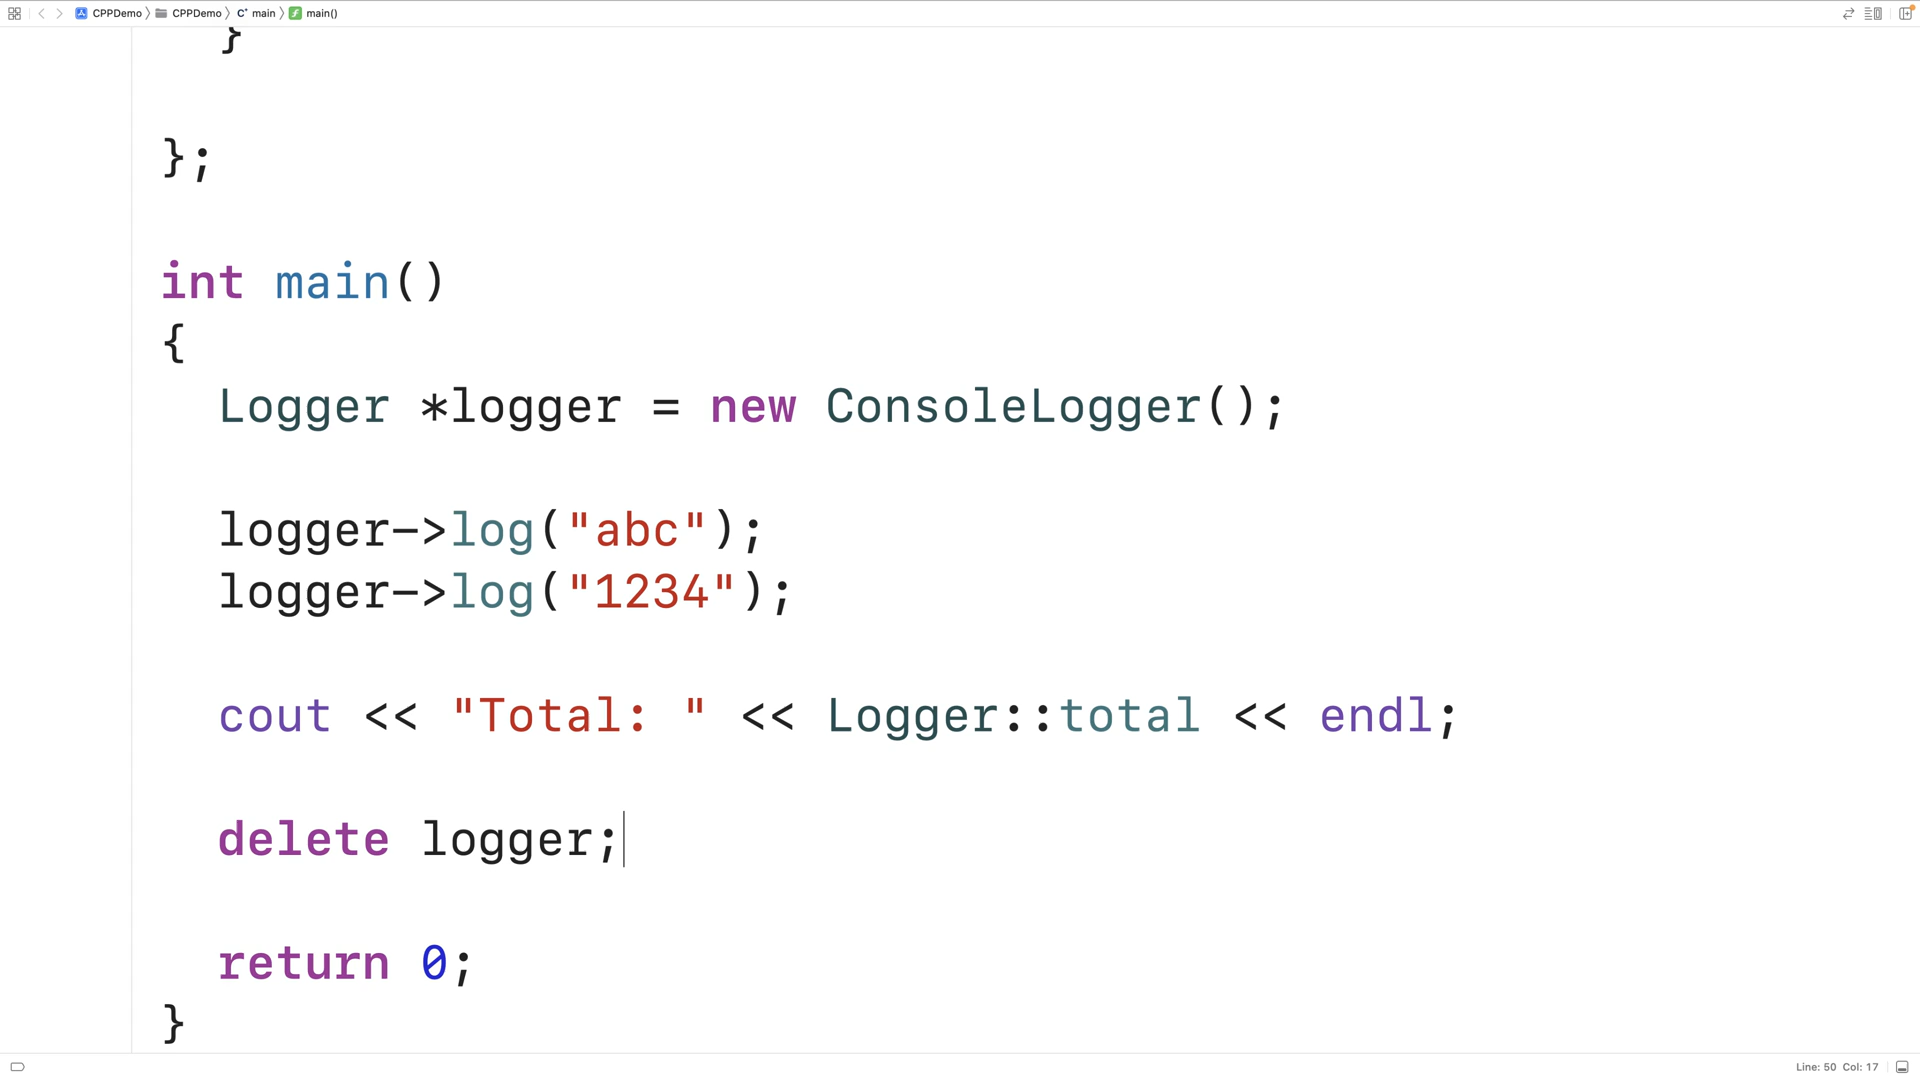 CPPDemo 〉 CPPDemo 〉 C⁺ main 〉 f main()
}
};
int main()
{
Logger *logger = new ConsoleLogger();
logger->log("abc");
logger->log("1234");
cout << "Total: " << Logger::total << endl;
delete logger;
return 0;
}
Line: 50 Col: 17